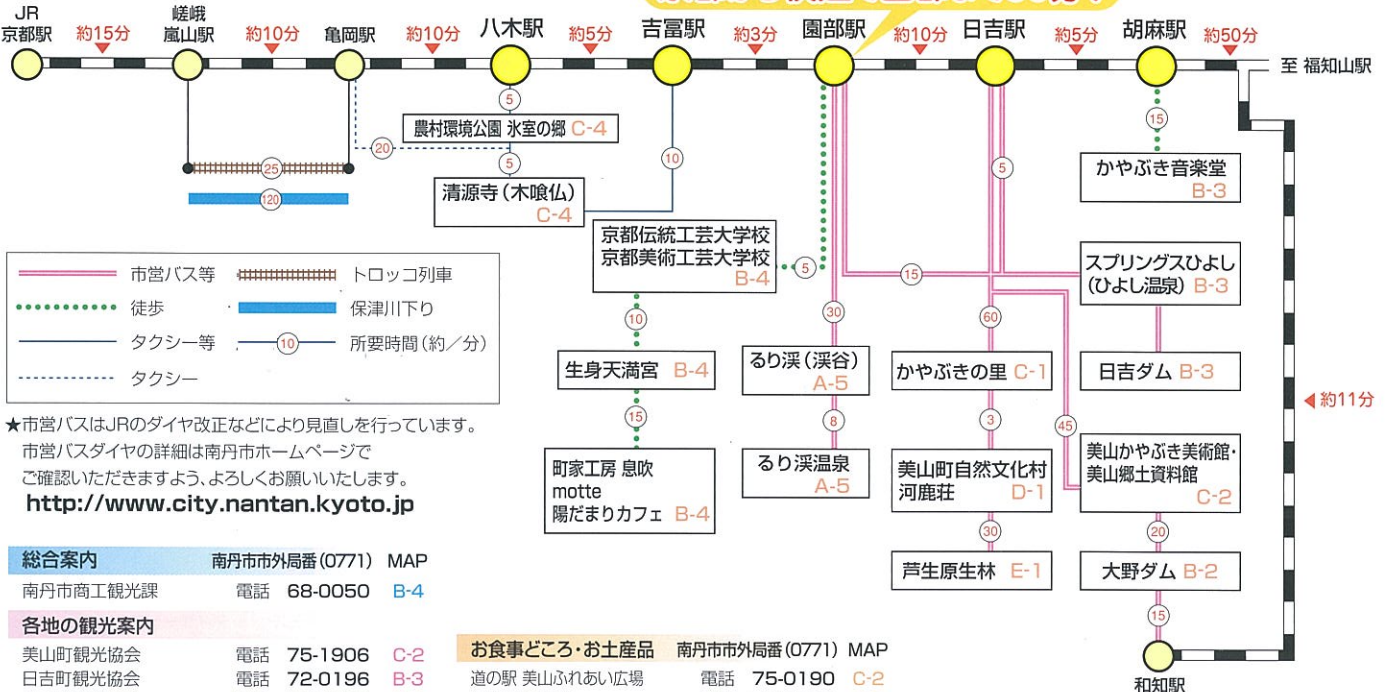 JR
京都駅
約15分
嵯峨
嵐山駅
約10分
亀岡駅
約10分
八木駅
約5分
吉富駅
約3分
園部駅
約10分
日吉駅
約5分
胡麻駅
約50分
至 福知山駅
5
農村環境公園 氷室の郷 C-4
20
5
清源寺(木喰仏)
C-4
10
25
120
15
かやぶき音楽堂
B-3
5
京都伝統工芸大学校
京都美術工芸大学校
B-4
5
15
スプリングスひよし
(ひよし温泉) B-3
市営バス等
トロッコ列車
徒歩
保津川下り
タクシー等
10
所要時間(約/分)
タクシー
10
30
60
生身天満宮 B-4
るり渓(渓谷)
A-5
かやぶきの里 C-1
日吉ダム B-3
約11分
15
8
3
45
町家工房 息吹
motte
陽だまりカフェ B-4
るり渓温泉
A-5
美山町自然文化村
河鹿荘
D-1
美山かやぶき美術館・
美山郷土資料館
C-2
30
20
芦生原生林 E-1
大野ダム B-2
15
和知駅
★市営バスはJRのダイヤ改正などにより見直しを行っています。
市営バスダイヤの詳細は南丹市ホームページで
ご確認いただきますよう、よろしくお願いいたします。
http://www.city.nantan.kyoto.jp
総合案内 南丹市市外局番(0771) MAP
南丹市商工観光課 電話 68-0050 B-4
各地の観光案内
美山町観光協会 電話 75-1906 C-2
日吉町観光協会 電話 72-0196 B-3
お食事どころ・お土産品 南丹市市外局番(0771) MAP
道の駅 美山ふれあい広場 電話 75-0190 C-2